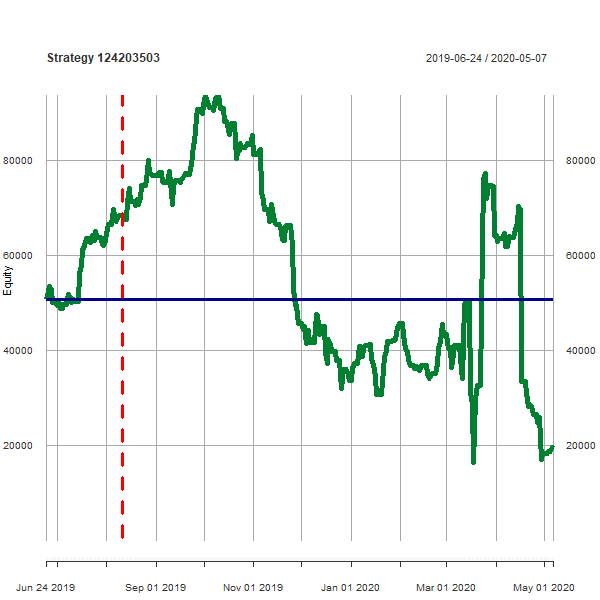 Strategy 124203503
2019-06-24 / 2020-05-07
80000
80000
60000
60000
Equity
40000
40000
20000
20000
Jun 24 2019
Sep 01 2019
Nov 01 2019
Jan 01 2020
Mar 01 2020
May 01 2020